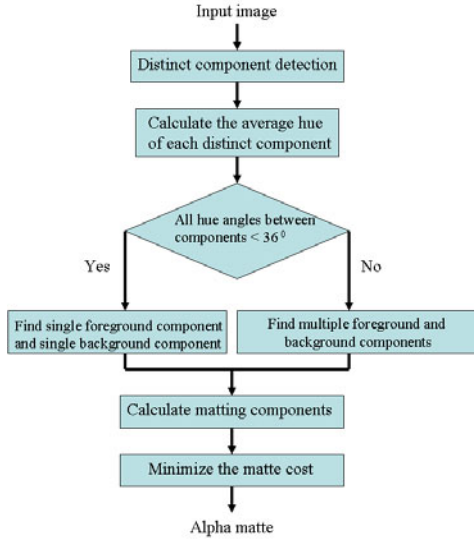 Input image
Distinct component detection
Calculate the average hue
of each distinct component
All hue angles between
components < 36⁰
Yes
No
Find single foreground component
and single background component
Find multiple foreground and
background components
Calculate matting components
Minimize the matte cost
Alpha matte